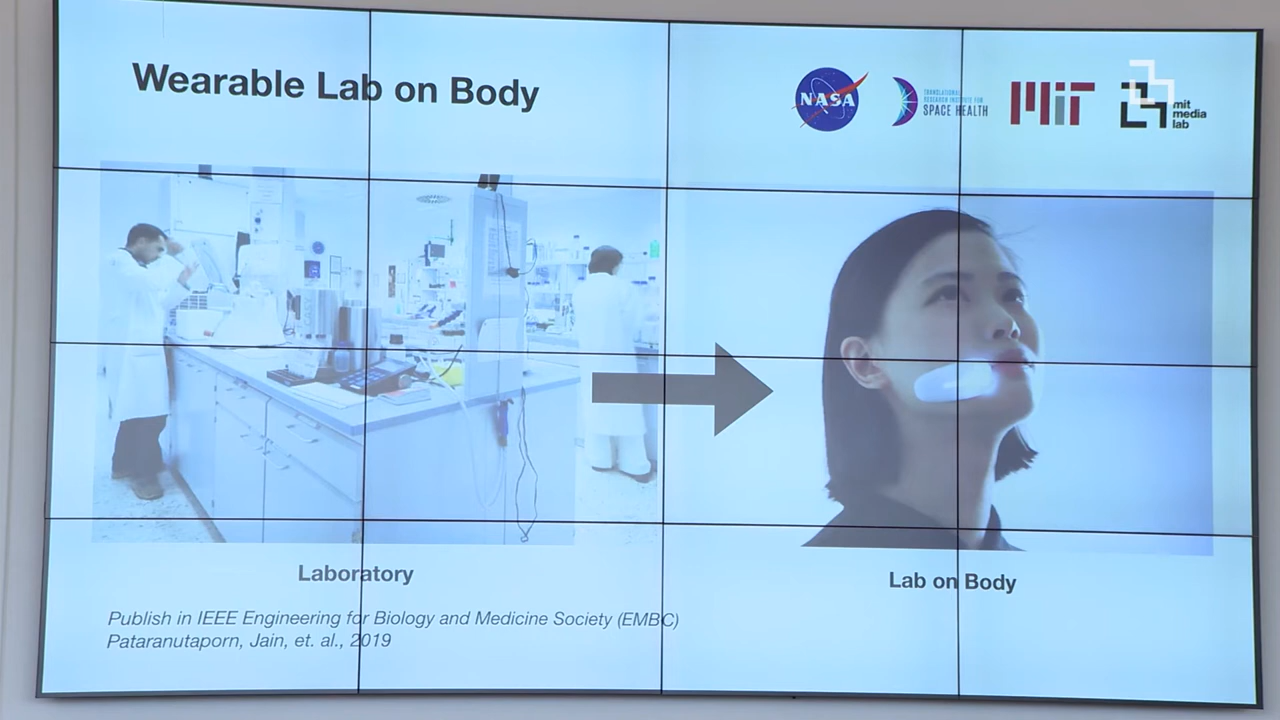 Wearable Lab on Body
NASA
TRANSLATIONAL
RESEARCH INSTITUTE FOR
SPACE HEALTH
MIT
mit
media
lab
Laboratory
Lab on Body
Publish in IEEE Engineering for Biology and Medicine Society (EMBC)
Pataranutaporn, Jain, et. al., 2019